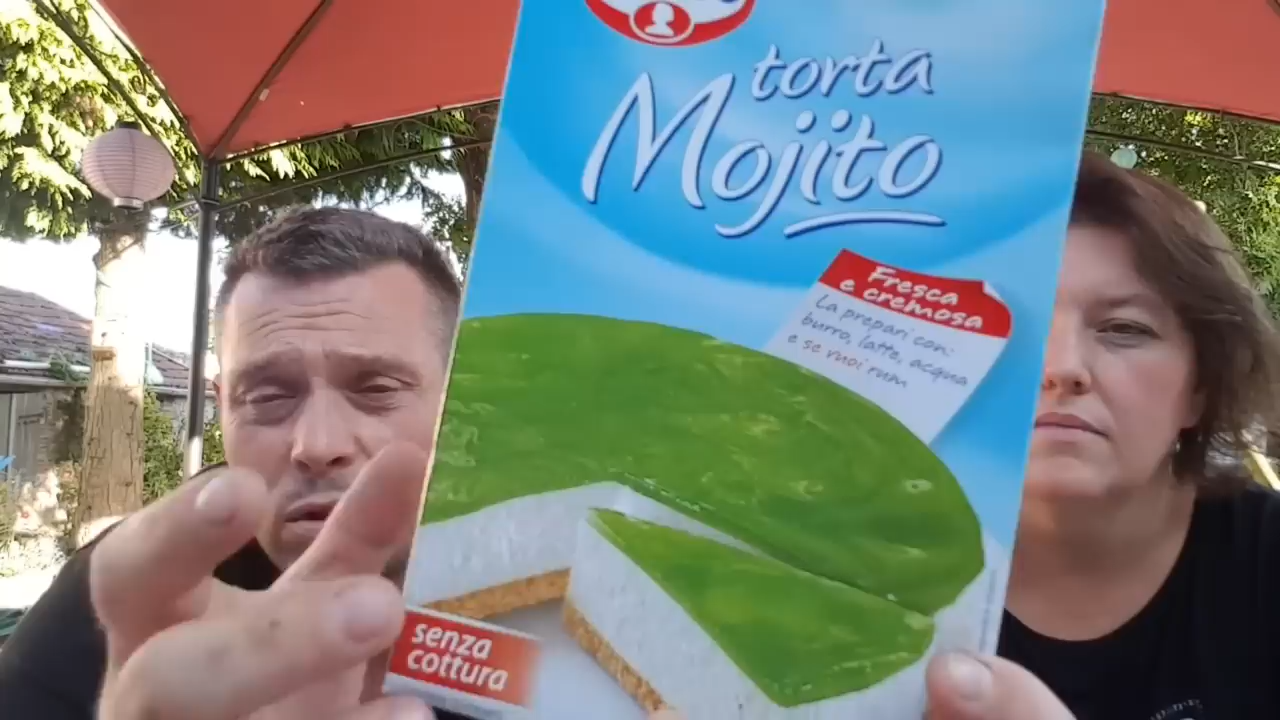 torta
Mojito
Fresca
e cremosa
La prepari con:
burro, latte, acqua
e se vuoi rum
senza
cottura